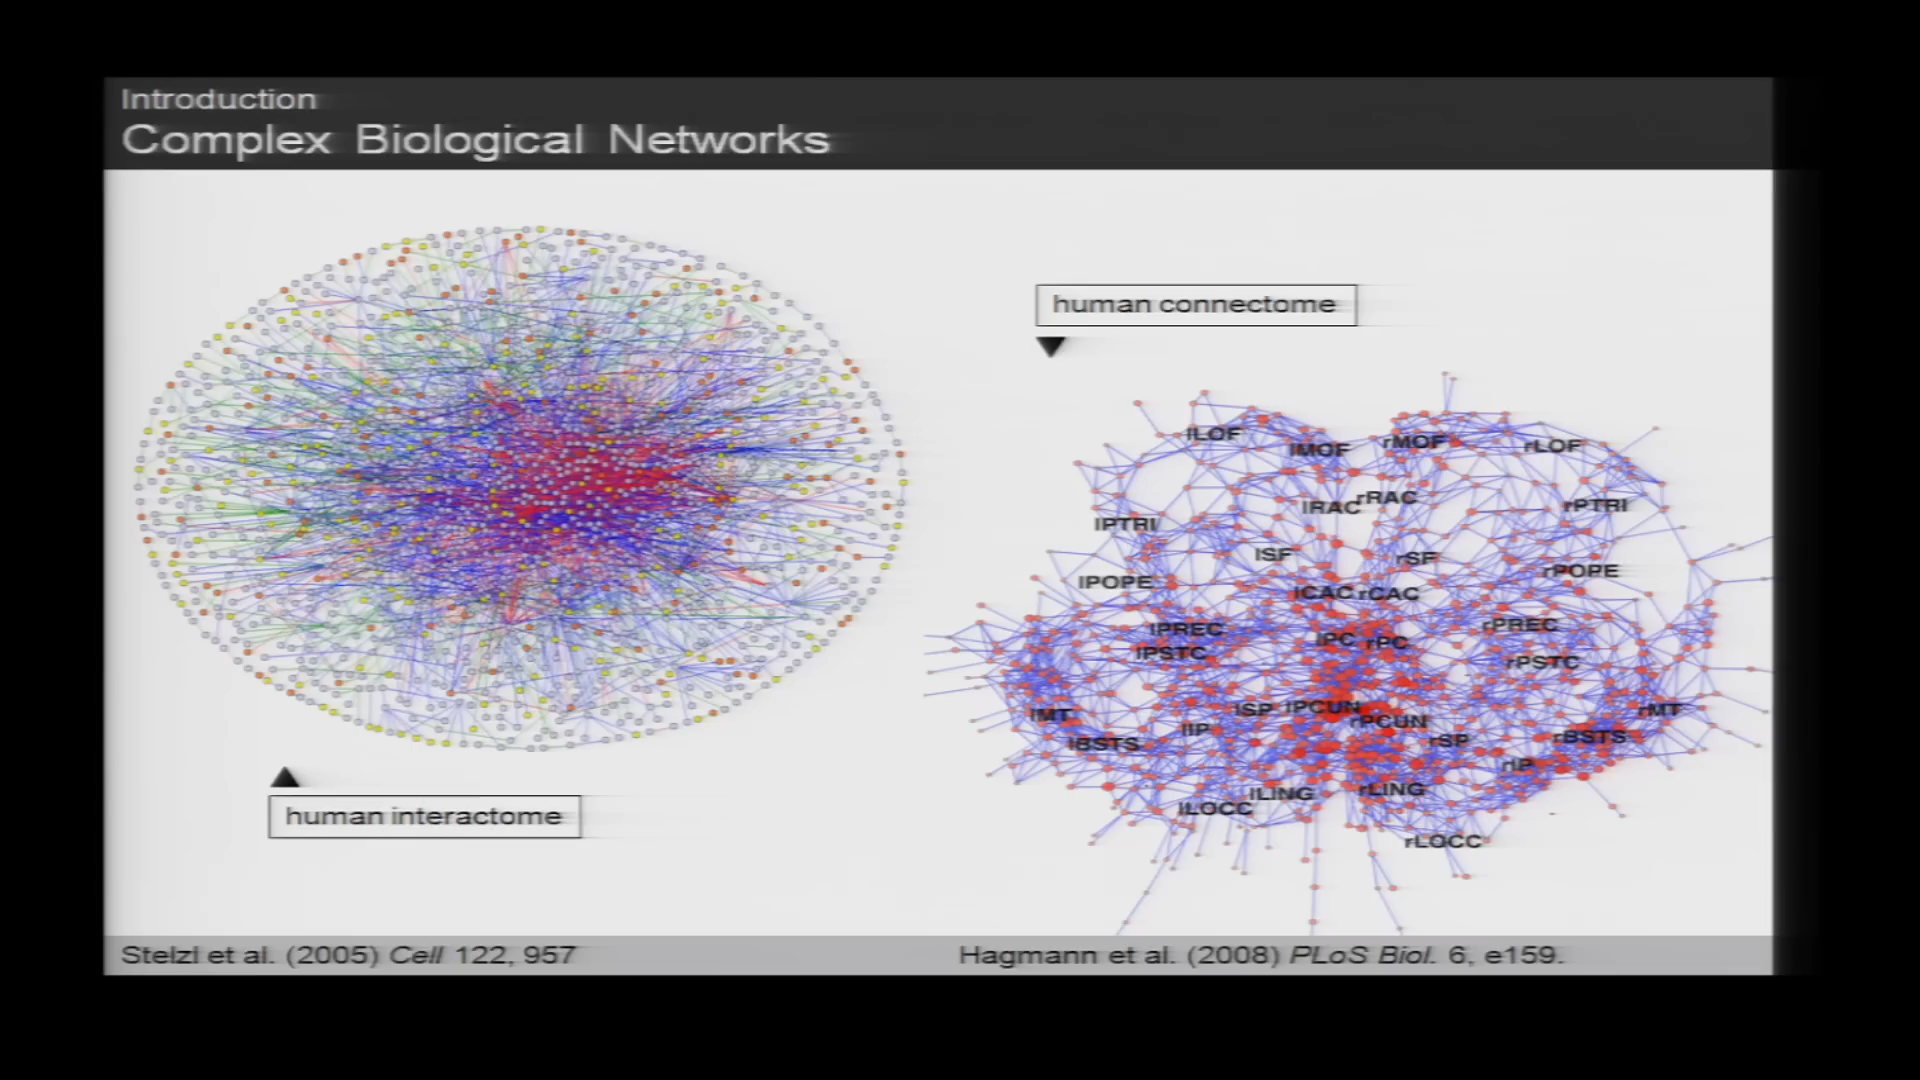 Introduction
Complex Biological Networks
human connectome
lLOF
lMOF
rMOF
rLOF
lRAC
rRAC
rPTRI
lPTRI
lSF
rSF
lPOPE
rPOPE
lCAC
rCAC
lPREC
lPC
rPC
rPREC
lPSTC
rPSTC
lMT
lSP
lPCUN
rPCUN
rMT
lBSTS
lIP
rSP
rBSTS
rIP
lLING
rLING
lLOCC
rLOCC
human interactome
Stelzl et al. (2005) Cell 122, 957
Hagmann et al. (2008) PLoS Biol. 6, e159.